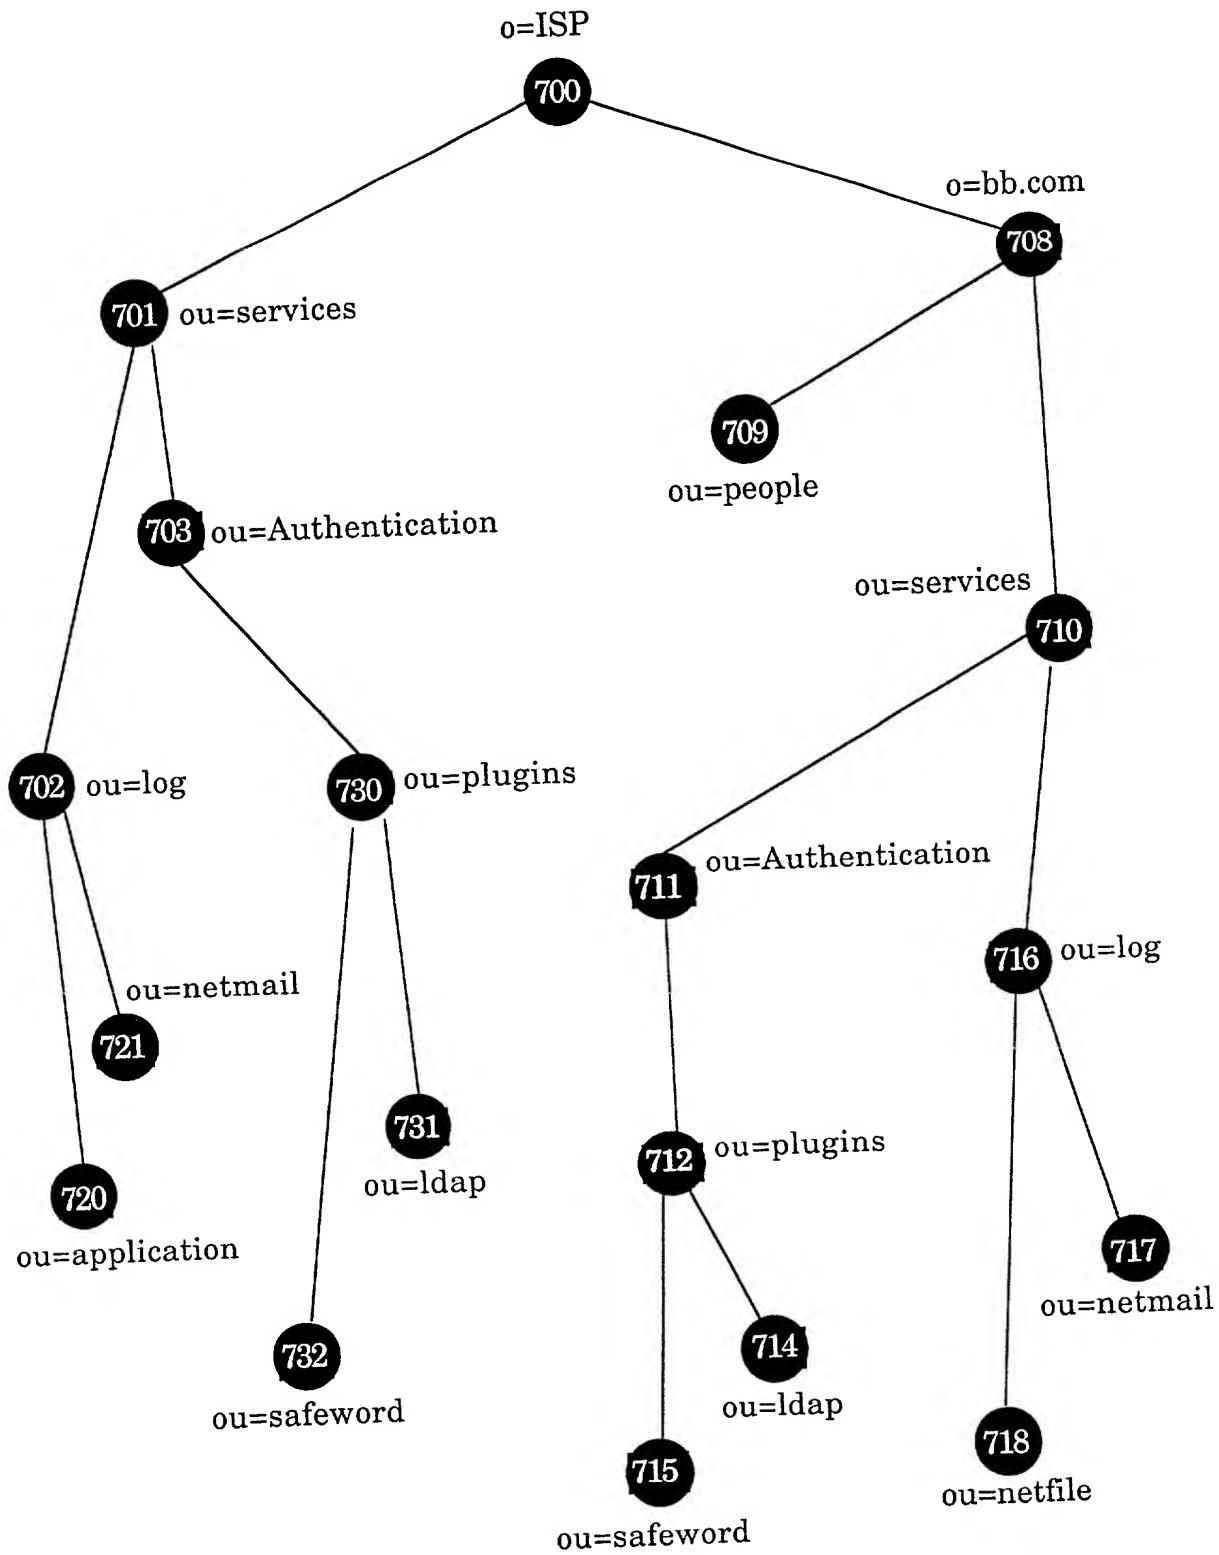 o=ISP
700
o=bb.com
708
701 ou=services
709
ou=people
703 ou=Authentication
ou=services
710
702 ou=log
730 ou=plugins
711 ou=Authentication
716 ou=log
ou=netmail
721
731
ou=ldap
712 ou=plugins
720
ou=application
717
ou=netmail
732
ou=safeword
714
ou=ldap
718
ou=netfile
715
ou=safeword